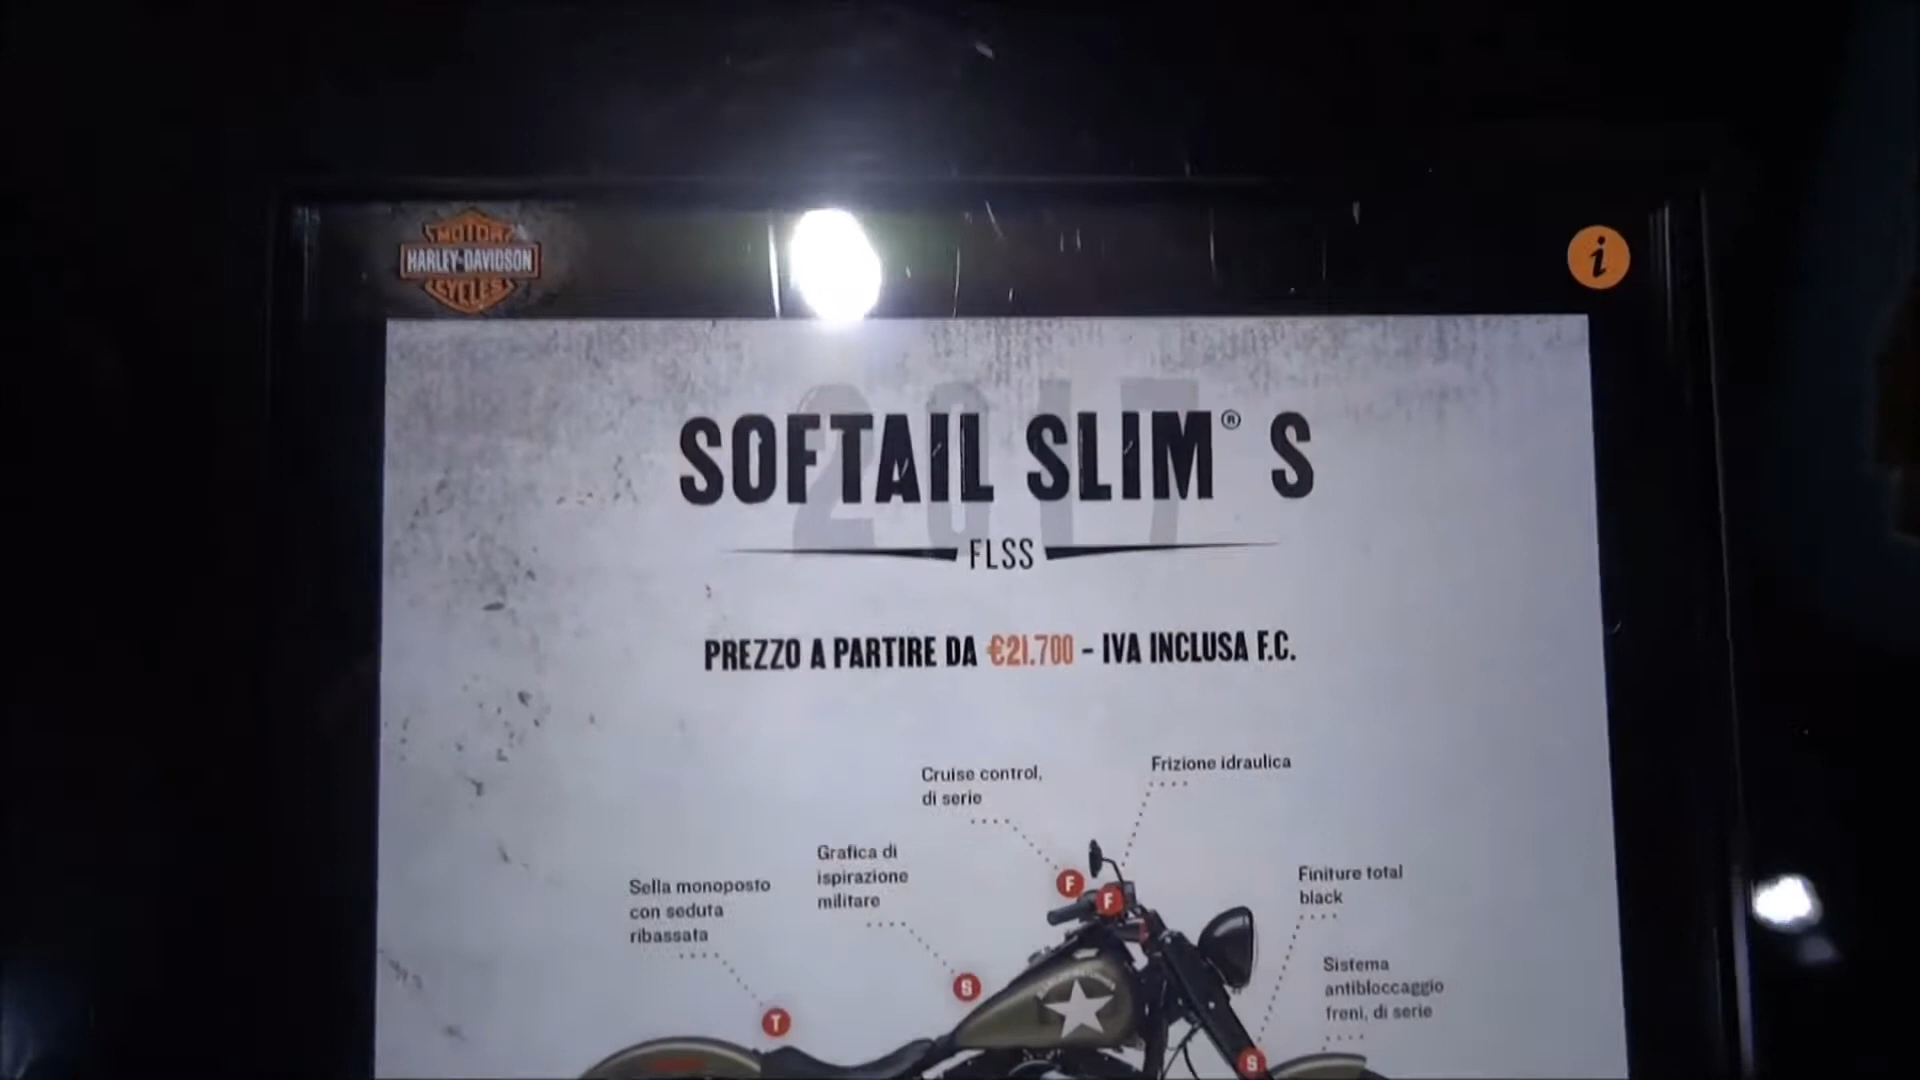 MOTOR
HARLEY-DAVIDSON
CYCLES
i
2017
SOFTAIL SLIM® S
FLSS
PREZZO A PARTIRE DA €21.700 - IVA INCLUSA F.C.
Cruise control,
di serie
Frizione idraulica
Grafica di
ispirazione
militare
Sella monoposto
con seduta
ribassata
Finiture total
black
Sistema
antibloccaggio
freni, di serie
F
F
S
T
S